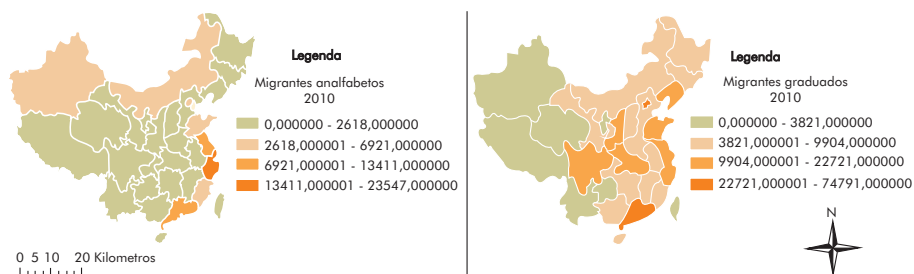 Legenda
Migrantes analfabetos
2010
0,000000 - 2618,000000
2618,000001 - 6921,000000
6921,000001 - 13411,000000
13411,000001 - 23547,000000
0 5 10 20 Kilometros
Legenda
Migrantes graduados
2010
0,000000 - 3821,000000
3821,000001 - 9904,000000
9904,000001 - 22721,000000
22721,000001 - 74791,000000
N